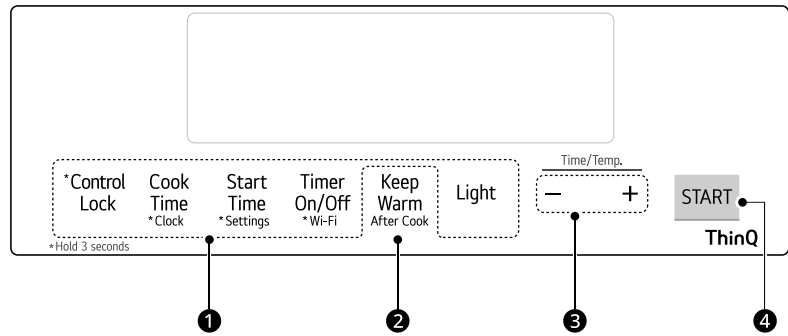 *Control
Lock
Cook
Time
*Clock
Start
Time
*Settings
Timer
On/Off
*Wi-Fi
Keep
Warm
After Cook
Light
Time/Temp.
− +
START
ThinQ
*Hold 3 seconds
1 2 3 4